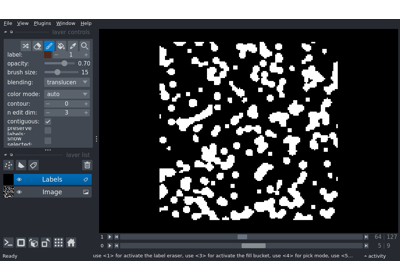 File View Plugins Window Help
layer controls
label: 1
opacity: 0.70
brush size: 15
blending: translucen
color mode: auto
contour: 0
n edit dim: 3
contiguous:
preserve labels:
show selected:
layer list
Labels
Image
1 64 127
0 5 9
Ready use <1> for activate the label eraser, use <3> for activate the fill bucket, use <4> for pick mode, use <5... activity